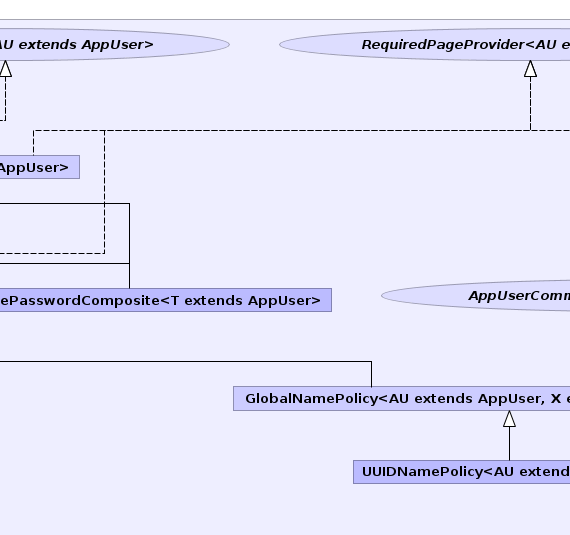 AU extends AppUser>
RequiredPageProvider<AU e
AppUser>
ePasswordComposite<T extends AppUser>
AppUserComm
GlobalNamePolicy<AU extends AppUser, X e
UUIDNamePolicy<AU extend